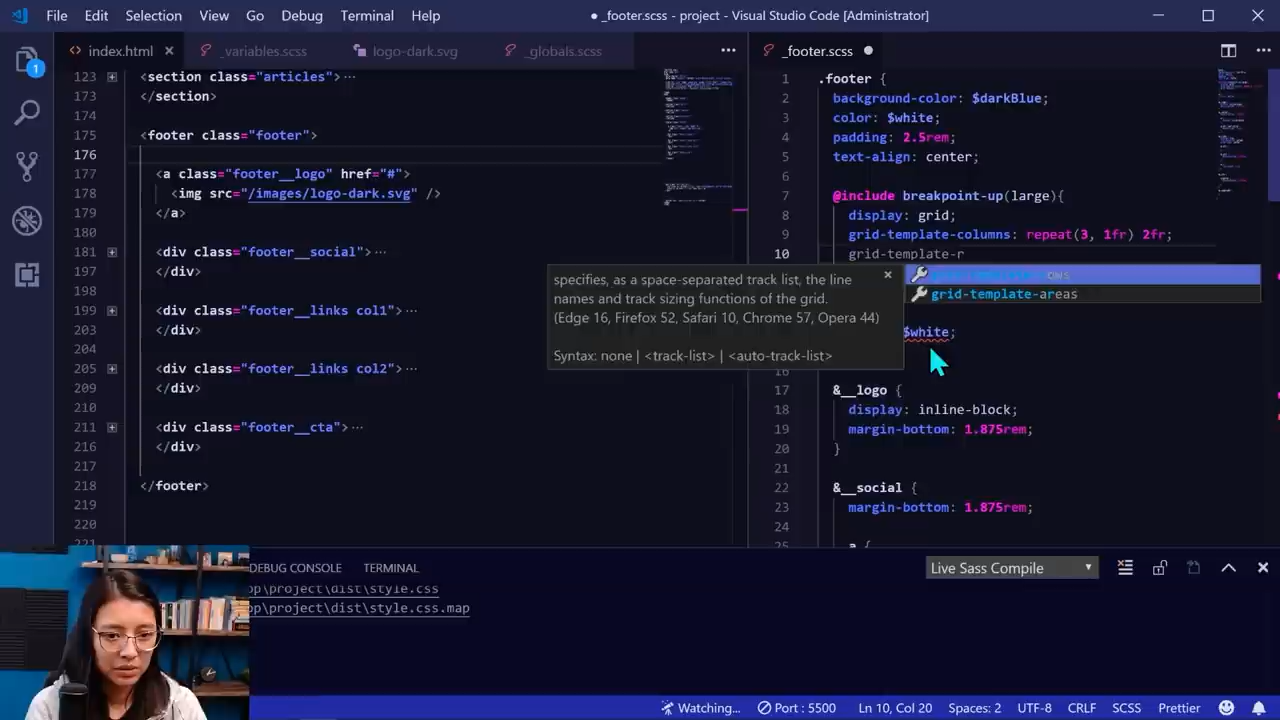 File Edit Selection View Go Debug Terminal Help
● _footer.scss - project - Visual Studio Code [Administrator]
index.html
_variables.scss
logo-dark.svg
_globals.scss
_footer.scss
1
123 <section class="articles">…
173 </section>
174
175 <footer class="footer">
176
177 <a class="footer__logo" href="#">
178 <img src="/images/logo-dark.svg" />
179 </a>
180
181 <div class="footer__social">…
197 </div>
198
199 <div class="footer__links col1">…
203 </div>
204
205 <div class="footer__links col2">…
209 </div>
210
211 <div class="footer__cta">…
216 </div>
217
218 </footer>
219
220
1 .footer {
2 background-color: $darkBlue;
3 color: $white;
4 padding: 2.5rem;
5 text-align: center;
6
7 @include breakpoint-up(large){
8 display: grid;
9 grid-template-columns: repeat(3, 1fr) 2fr;
10 grid-template-r
grid-template-rows
grid-template-areas
specifies, as a space-separated track list, the line
names and track sizing functions of the grid.
(Edge 16, Firefox 52, Safari 10, Chrome 57, Opera 44)
Syntax: none | <track-list> | <auto-track-list>
$white;
16
17 &__logo {
18 display: inline-block;
19 margin-bottom: 1.875rem;
20 }
21
22 &__social {
23 margin-bottom: 1.875rem;
24
25 a {
DEBUG CONSOLE TERMINAL
Live Sass Compile
op\project\dist\style.css
op\project\dist\style.css.map
Watching... Port : 5500 Ln 10, Col 20 Spaces: 2 UTF-8 CRLF SCSS Prettier